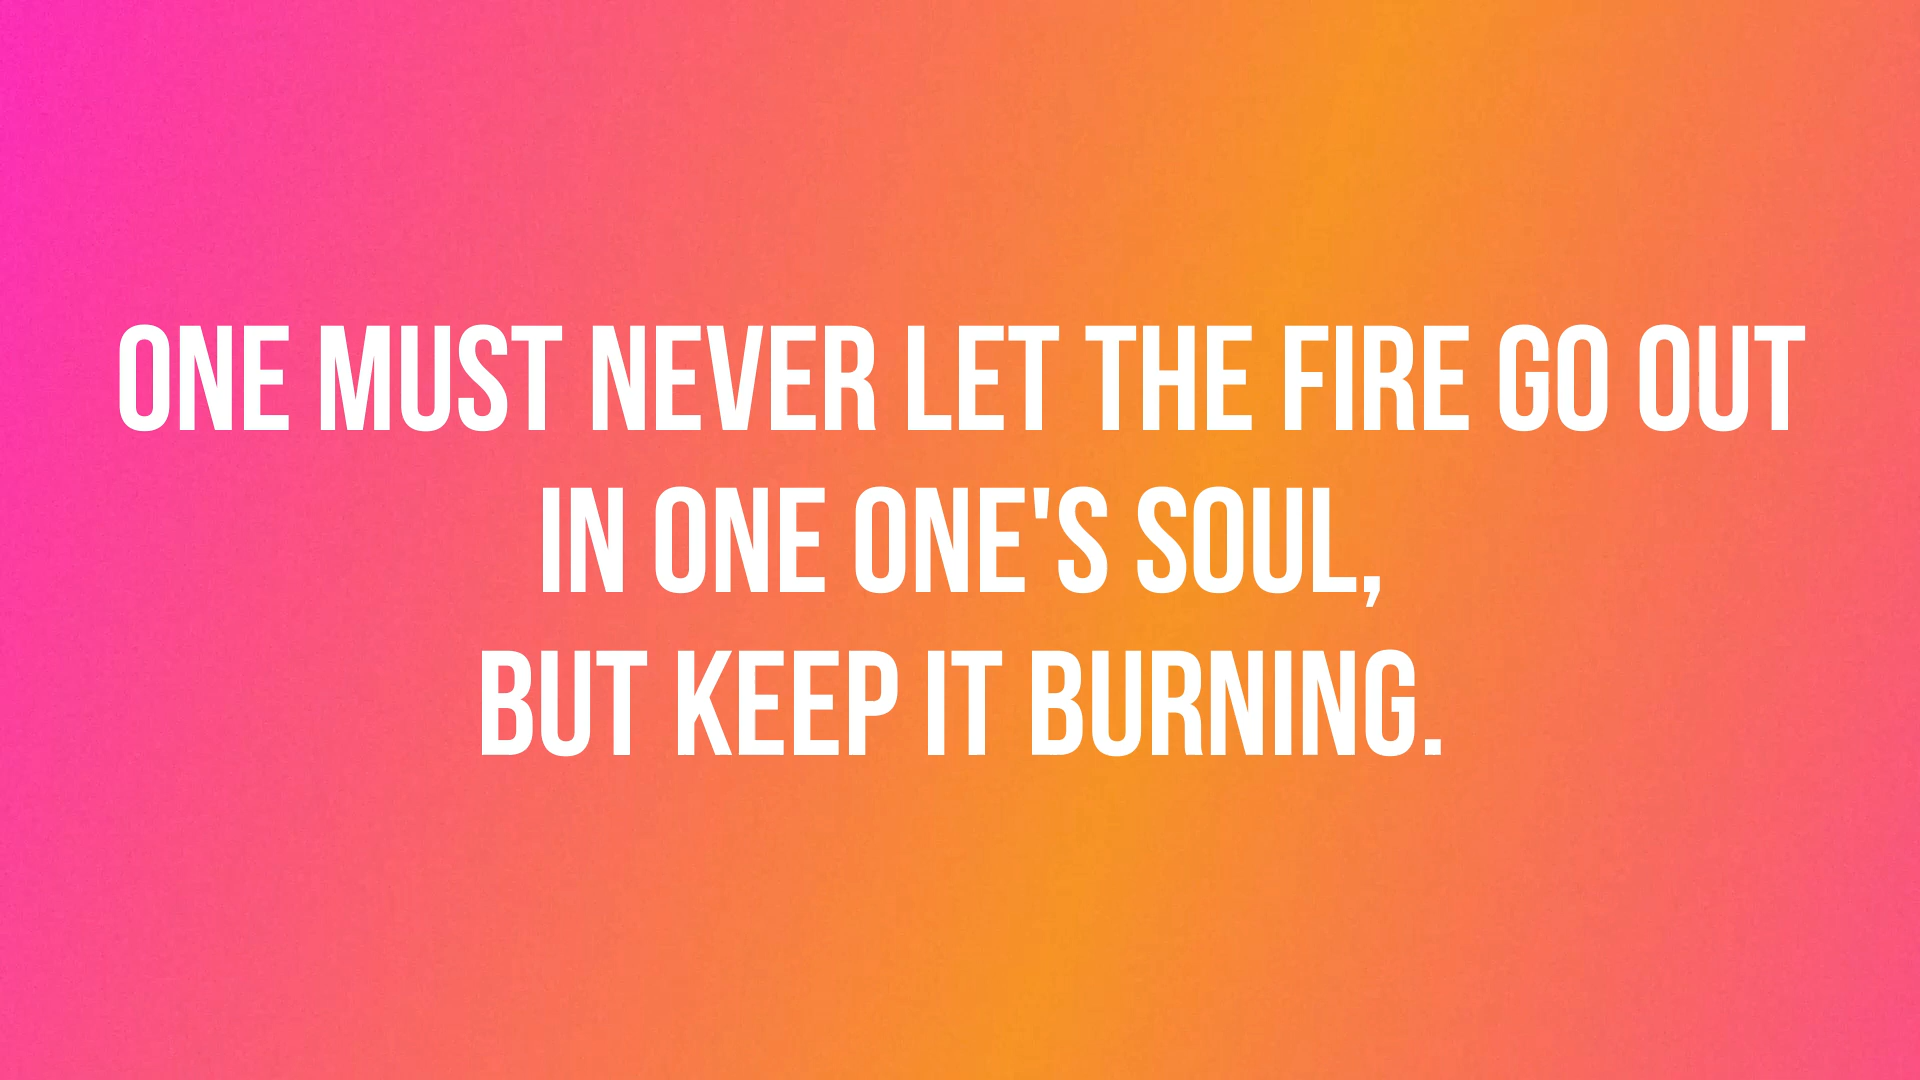 ONE MUST NEVER LET THE FIRE GO OUT
IN ONE ONE'S SOUL,
BUT KEEP IT BURNING.